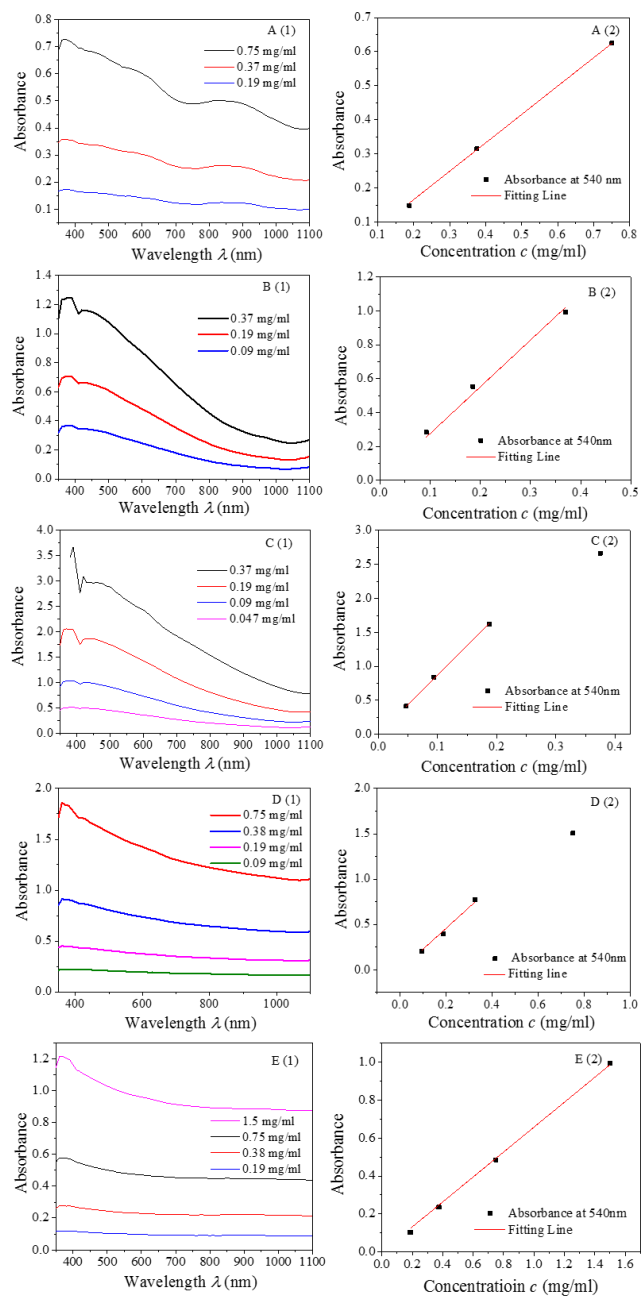 A (1)
0.75 mg/ml
0.37 mg/ml
0.19 mg/ml
0.8
0.7
0.6
0.5
0.4
0.3
0.2
0.1
Absorbance
400 500 600 700 800 900 1000 1100
Wavelength λ (nm)
A (2)
0.7
0.6
0.5
0.4
0.3
0.2
0.1
Absorbance
Absorbance at 540 nm
Fitting Line
0.1 0.2 0.3 0.4 0.5 0.6 0.7 0.8
Concentration c (mg/ml)
B (1)
0.37 mg/ml
0.19 mg/ml
0.09 mg/ml
1.4
1.2
1.0
0.8
0.6
0.4
0.2
0.0
Absorbance
400 500 600 700 800 900 1000 1100
Wavelength λ (nm)
B (2)
1.2
1.0
0.8
0.6
0.4
0.2
0.0
Absorbance
Absorbance at 540nm
Fitting Line
0.0 0.1 0.2 0.3 0.4 0.5
Concentration c (mg/ml)
C (1)
0.37 mg/ml
0.19 mg/ml
0.09 mg/ml
0.047 mg/ml
4.0
3.5
3.0
2.5
2.0
1.5
1.0
0.5
0.0
Absorbance
400 500 600 700 800 900 1000 1100
Wavelength λ (nm)
C (2)
3.0
2.5
2.0
1.5
1.0
0.5
0.0
Absorbance
Absorbance at 540nm
Fitting Line
0.0 0.1 0.2 0.3 0.4
Concentration c (mg/ml)
D (1)
0.75 mg/ml
0.38 mg/ml
0.19 mg/ml
0.09 mg/ml
2.0
1.5
1.0
0.5
0.0
Absorbance
400 600 800 1000
Wavelength λ (nm)
D (2)
2.0
1.5
1.0
0.5
0.0
Absorbance
Absorbance at 540nm
Fitting line
0.0 0.2 0.4 0.6 0.8 1.0
Concentration c (mg/ml)
E (1)
1.5 mg/ml
0.75 mg/ml
0.38 mg/ml
0.19 mg/ml
1.2
1.0
0.8
0.6
0.4
0.2
0.0
Absorbance
400 500 600 700 800 900 1000 1100
Wavelength λ (nm)
E (2)
1.0
0.8
0.6
0.4
0.2
0.0
Absorbance
Absorbance at 540nm
Fitting Line
0.0 0.2 0.4 0.6 0.8 1.0 1.2 1.4 1.6
Concentratioin c (mg/ml)